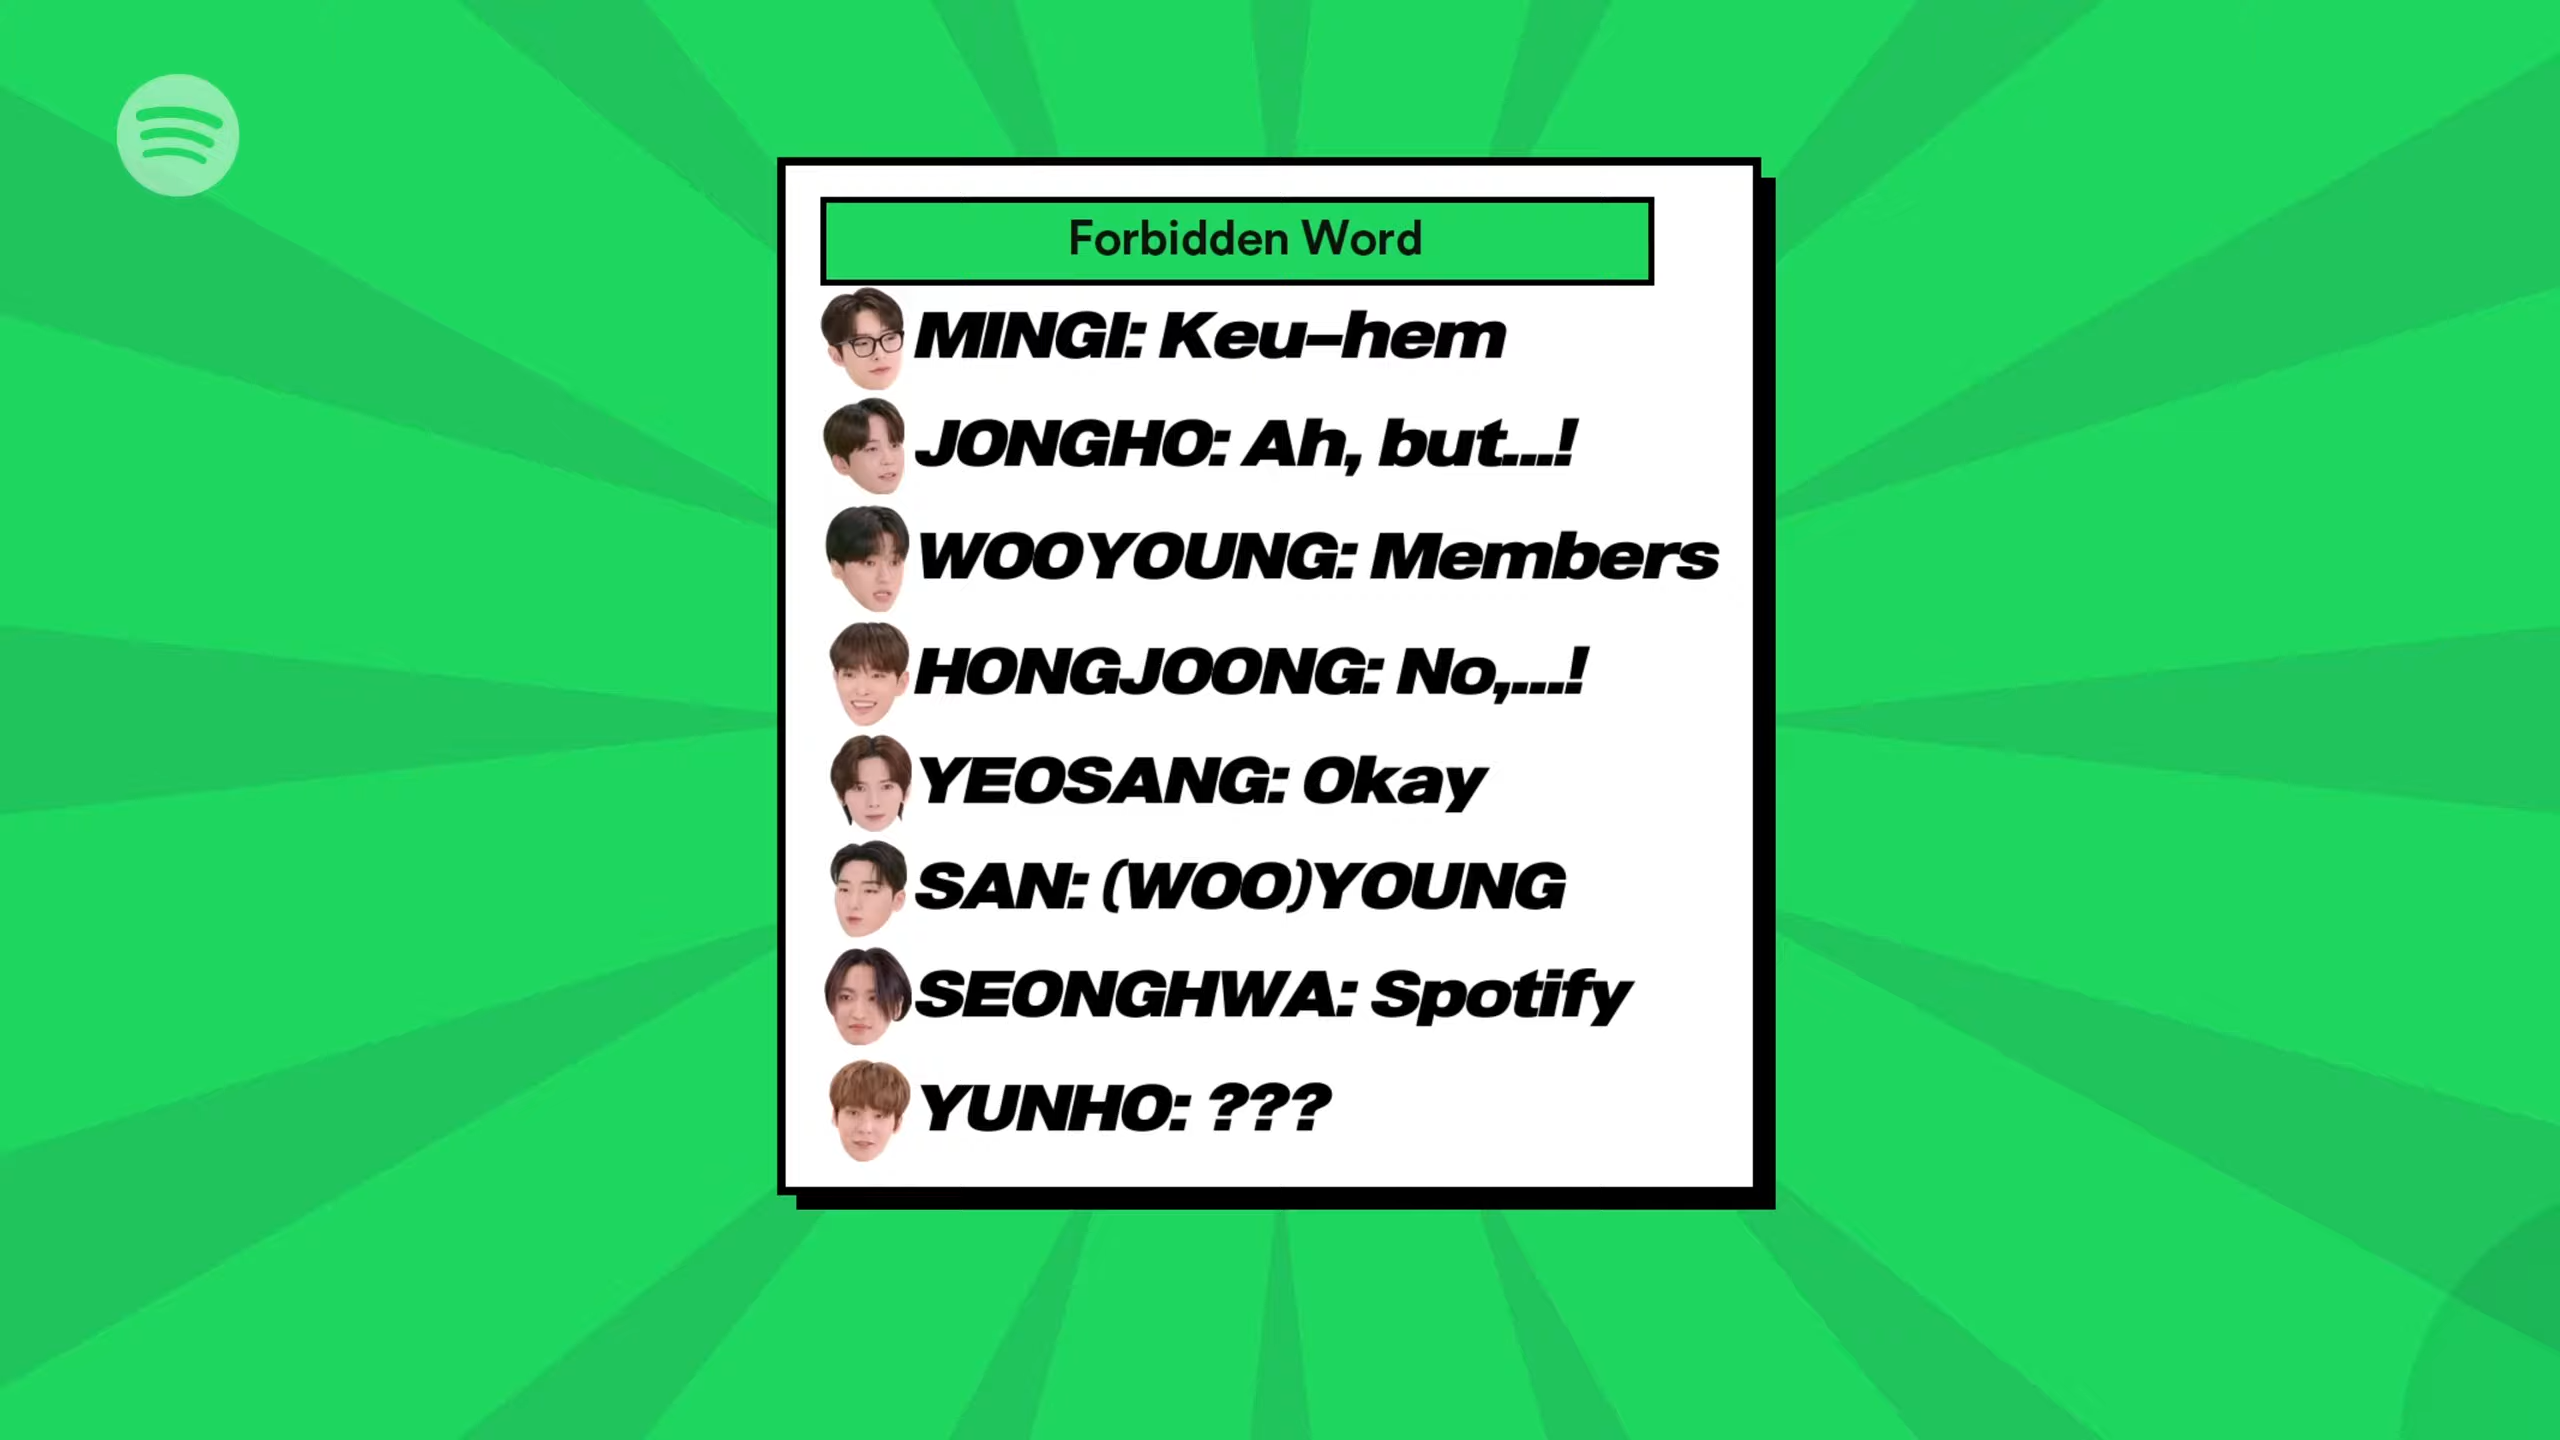 Forbidden Word
MINGI: Keu-hem
JONGHO: Ah, but...!
WOOYOUNG: Members
HONGJOONG: No,...!
YEOSANG: Okay
SAN: (WOO)YOUNG
SEONGHWA: Spotify
YUNHO: ???